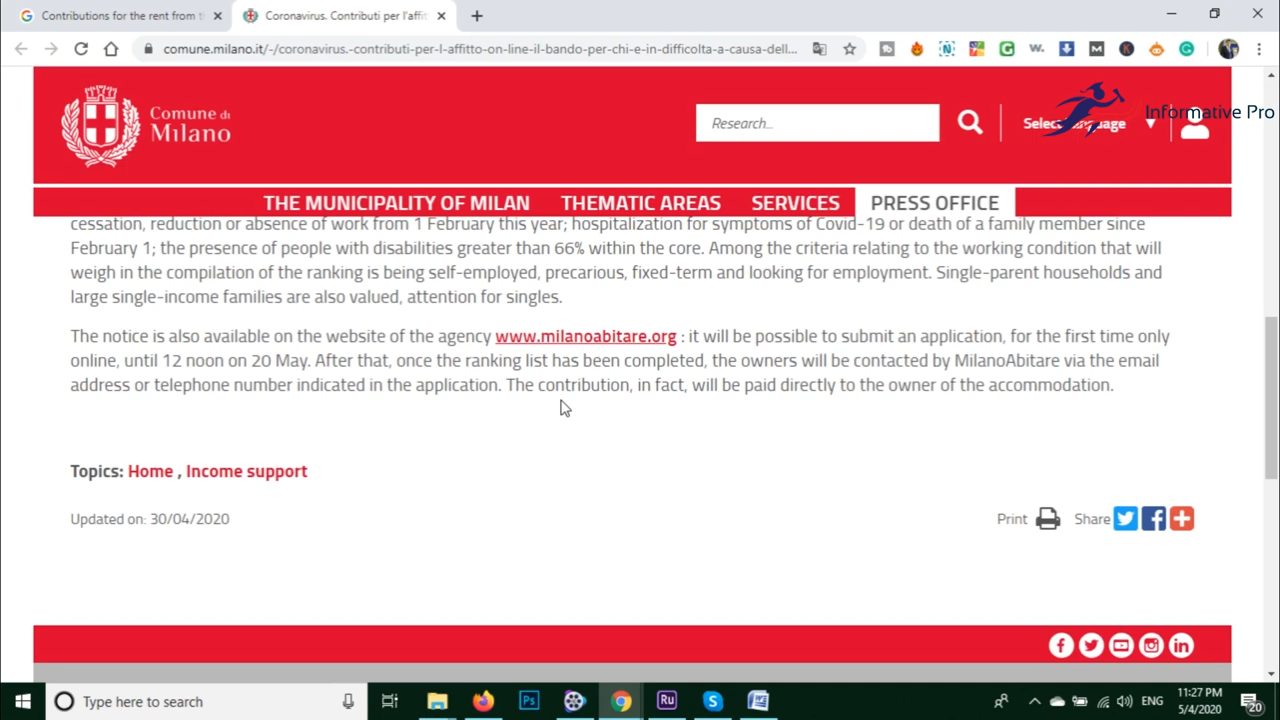 Contributions for the rent from t
Coronavirus. Contributi per l'affit
comune.milano.it/-/coronavirus.-contributi-per-l-affitto-on-line-il-bando-per-chi-e-in-difficolta-a-causa-dell...
Comune di
Milano
Research...
Select Language
Informative Pro
THE MUNICIPALITY OF MILAN THEMATIC AREAS SERVICES PRESS OFFICE
cessation, reduction or absence of work from 1 February this year; hospitalization for symptoms of Covid-19 or death of a family member since
February 1; the presence of people with disabilities greater than 66% within the core. Among the criteria relating to the working condition that will
weigh in the compilation of the ranking is being self-employed, precarious, fixed-term and looking for employment. Single-parent households and
large single-income families are also valued, attention for singles.
The notice is also available on the website of the agency www.milanoabitare.org : it will be possible to submit an application, for the first time only
online, until 12 noon on 20 May. After that, once the ranking list has been completed, the owners will be contacted by MilanoAbitare via the email
address or telephone number indicated in the application. The contribution, in fact, will be paid directly to the owner of the accommodation.
Topics: Home , Income support
Updated on: 30/04/2020
Print
Share
Type here to search
Ps
Ru
ENG
11:27 PM
5/4/2020
20